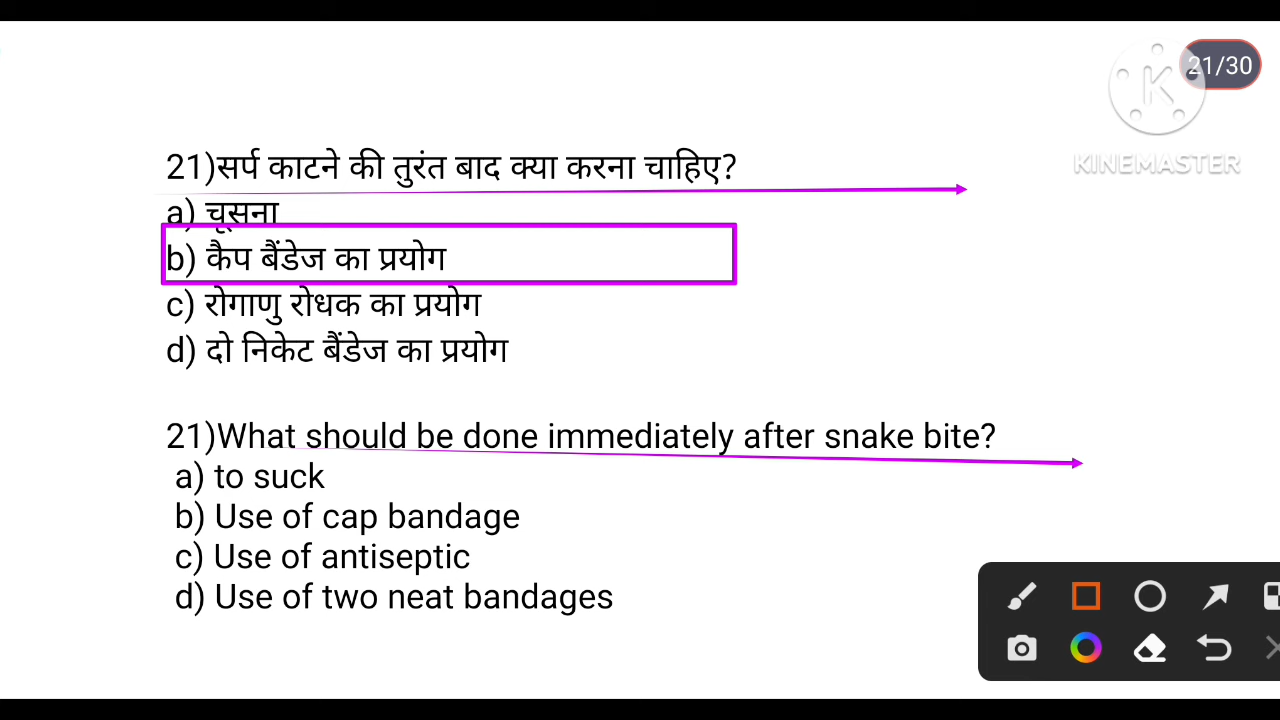 21/30
KINEMASTER
21)सर्प काटने की तुरंत बाद क्या करना चाहिए?
a) चूसना
b) कैप बैंडेज का प्रयोग
c) रोगाणु रोधक का प्रयोग
d) दो निकेट बैंडेज का प्रयोग
21)What should be done immediately after snake bite?
a) to suck
b) Use of cap bandage
c) Use of antiseptic
d) Use of two neat bandages